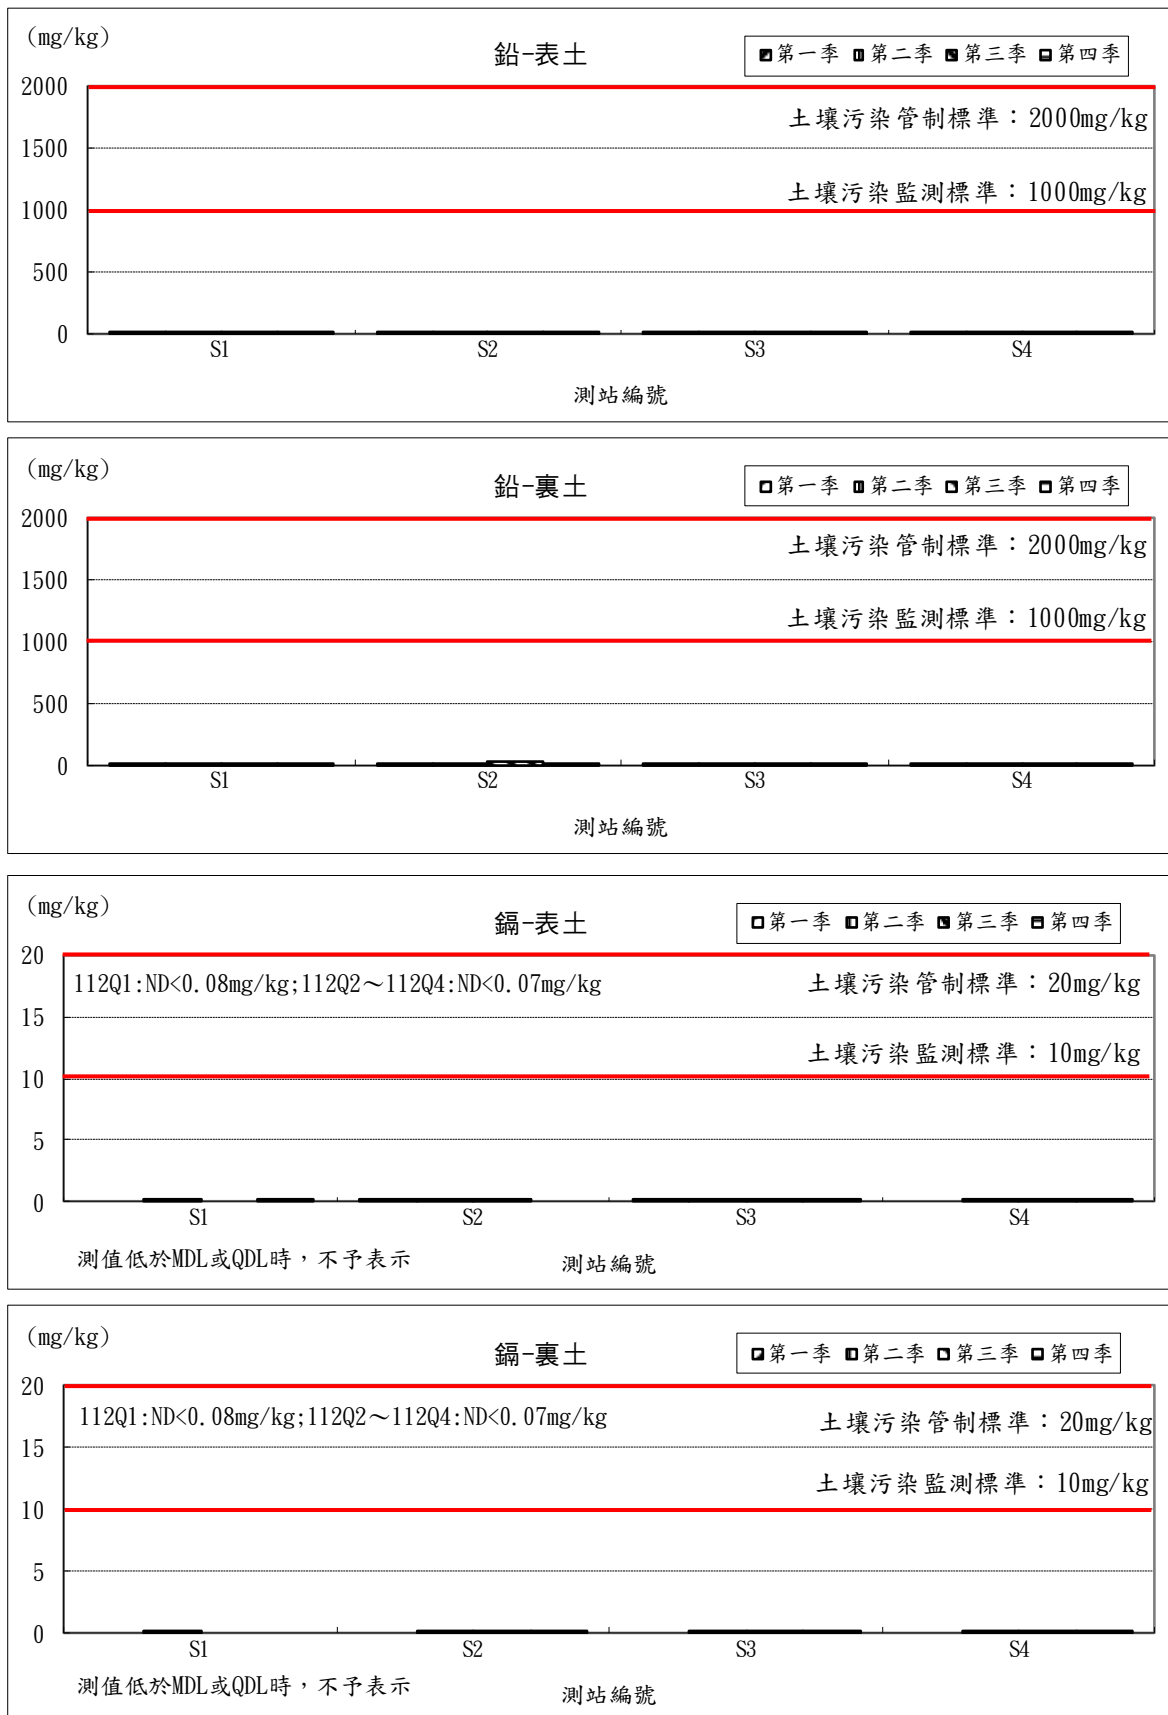 (mg/kg)
鉛-表土
第一季 第二季 第三季 第四季
2000
土壤污染管制標準：2000mg/kg
1500
土壤污染監測標準：1000mg/kg
1000
500
0
S1 S2 S3 S4
測站編號
(mg/kg)
鉛-裏土
第一季 第二季 第三季 第四季
2000
土壤污染管制標準：2000mg/kg
1500
土壤污染監測標準：1000mg/kg
1000
500
0
S1 S2 S3 S4
測站編號
(mg/kg)
鎘-表土
第一季 第二季 第三季 第四季
20
112Q1:ND<0.08mg/kg;112Q2～112Q4:ND<0.07mg/kg 土壤污染管制標準：20mg/kg
15
土壤污染監測標準：10mg/kg
10
5
0
S1 S2 S3 S4
測值低於MDL或QDL時，不予表示 測站編號
(mg/kg)
鎘-裏土
第一季 第二季 第三季 第四季
20
112Q1:ND<0.08mg/kg;112Q2～112Q4:ND<0.07mg/kg 土壤污染管制標準：20mg/kg
15
土壤污染監測標準：10mg/kg
10
5
0
S1 S2 S3 S4
測值低於MDL或QDL時，不予表示 測站編號